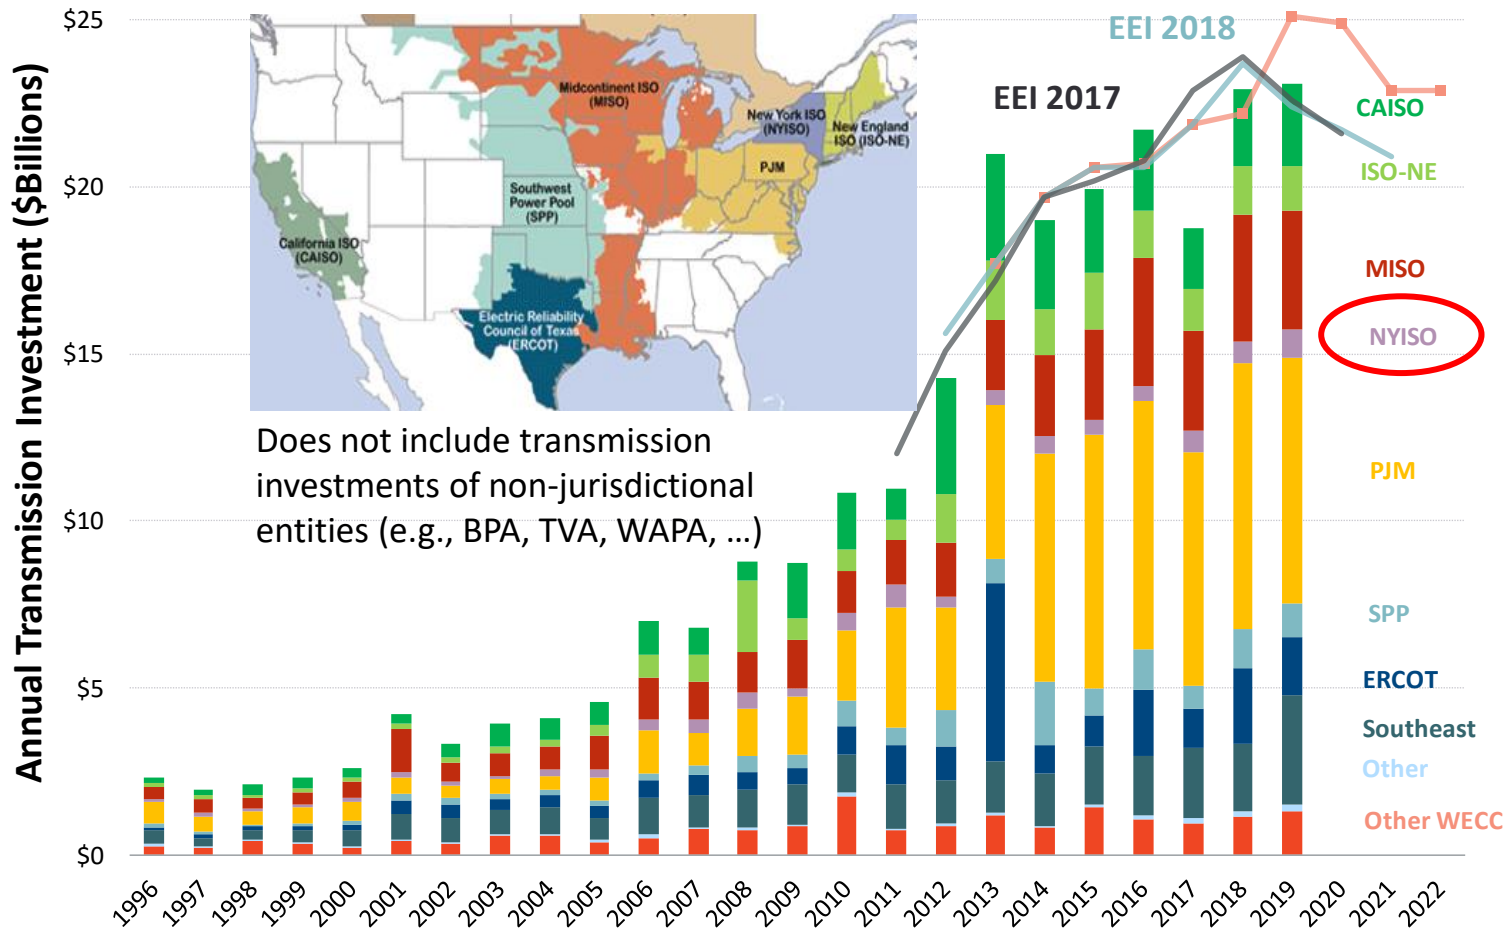 Annual Transmission Investment ($Billions)
$25
$20
$15
$10
$5
$0
Midcontinent ISO
(MISO)
New York ISO
(NYISO)
New England
ISO (ISO-NE)
PJM
Southwest
Power Pool
(SPP)
California ISO
(CAISO)
Electric Reliability
Council of Texas
(ERCOT)
Does not include transmission
investments of non-jurisdictional
entities (e.g., BPA, TVA, WAPA, ...)
EEI 2018
EEI 2017
CAISO
ISO-NE
MISO
NYISO
PJM
SPP
ERCOT
Southeast
Other
Other WECC
1996
1997
1998
1999
2000
2001
2002
2003
2004
2005
2006
2007
2008
2009
2010
2011
2012
2013
2014
2015
2016
2017
2018
2019
2020
2021
2022